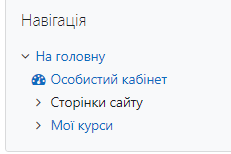 Навігація
На головну
Особистий кабінет
Сторінки сайту
Мої курси